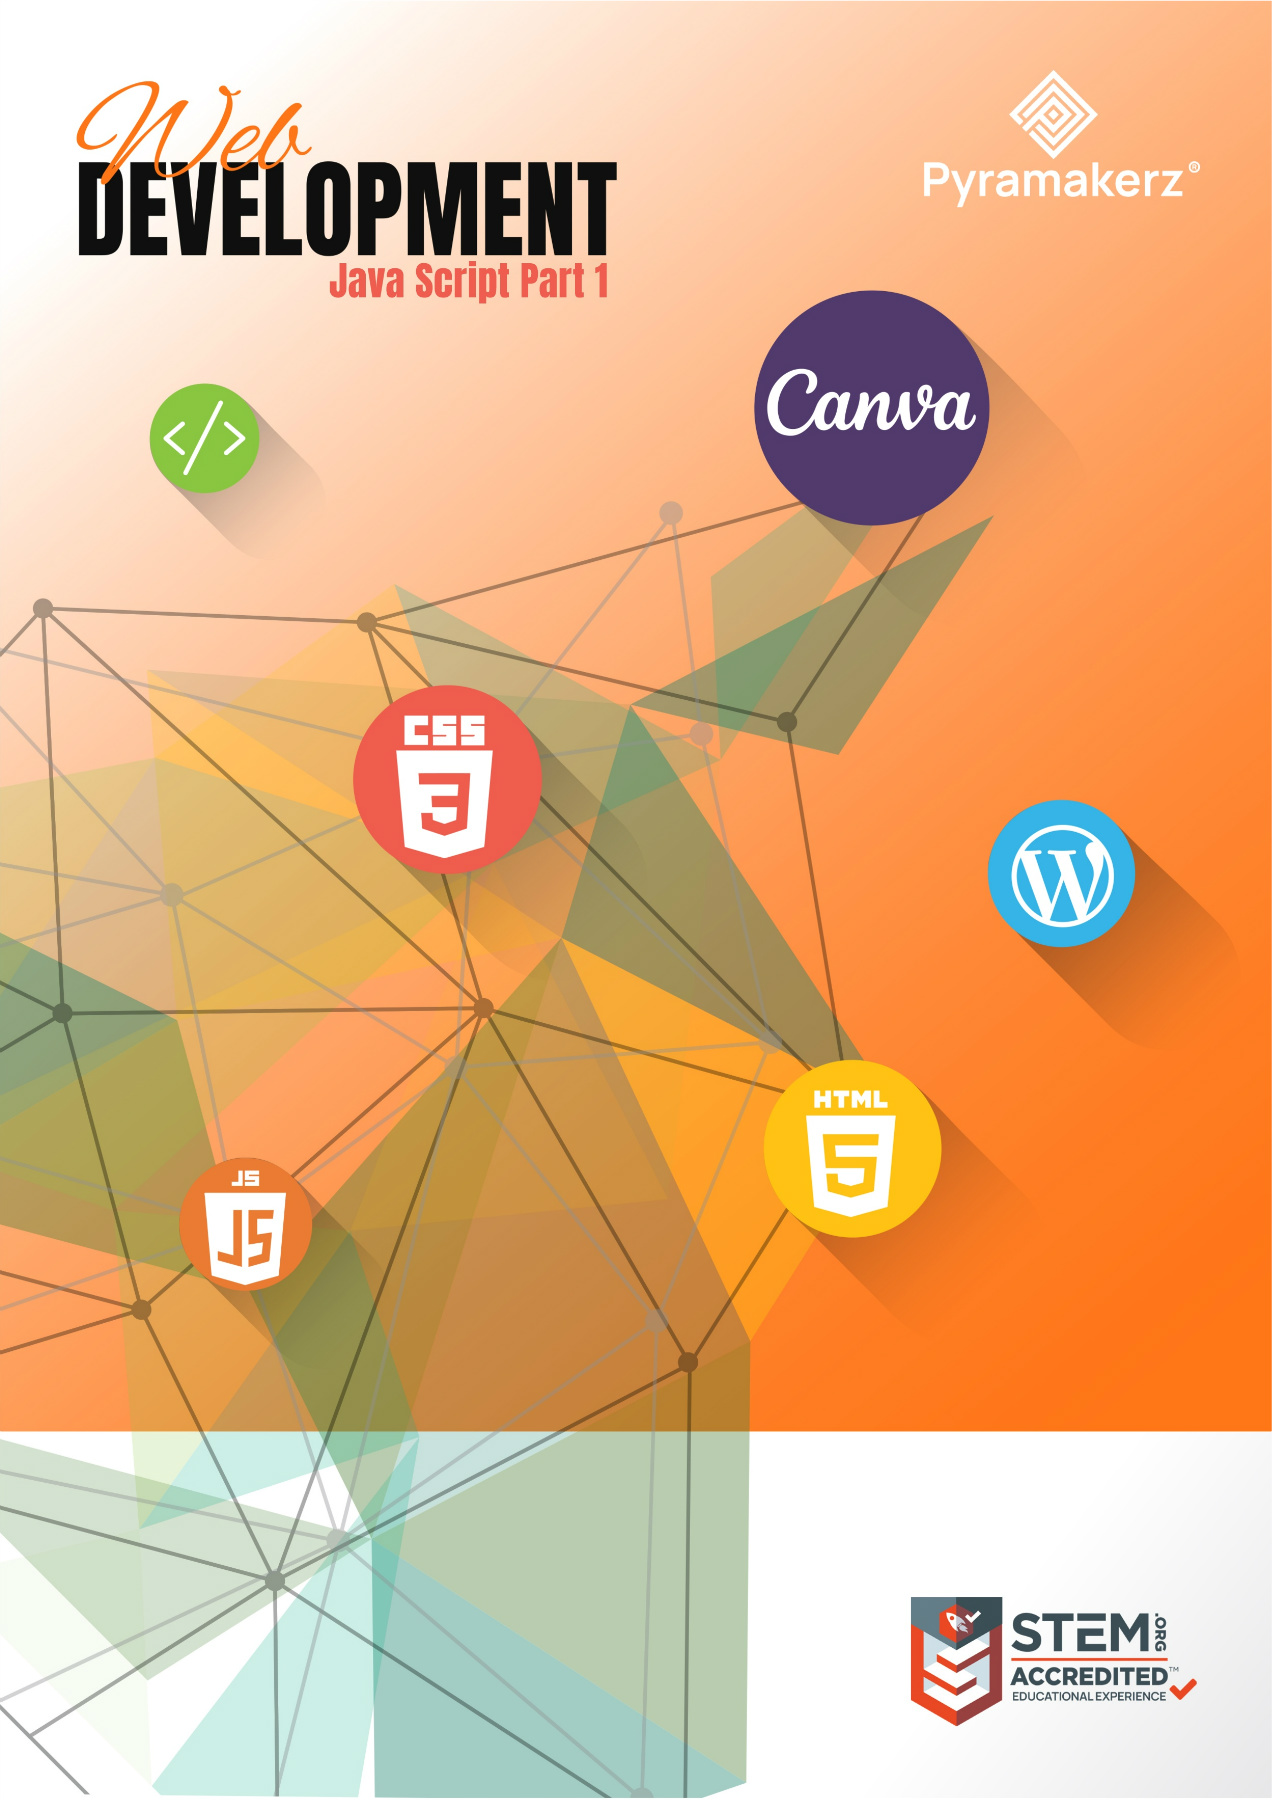 Web
DEVELOPMENT
Java Script Part 1
Pyramakerz®
</>
Canva
CSS
3
W
HTML
5
JS
JS
STEM.ORG
ACCREDITED™
EDUCATIONAL EXPERIENCE